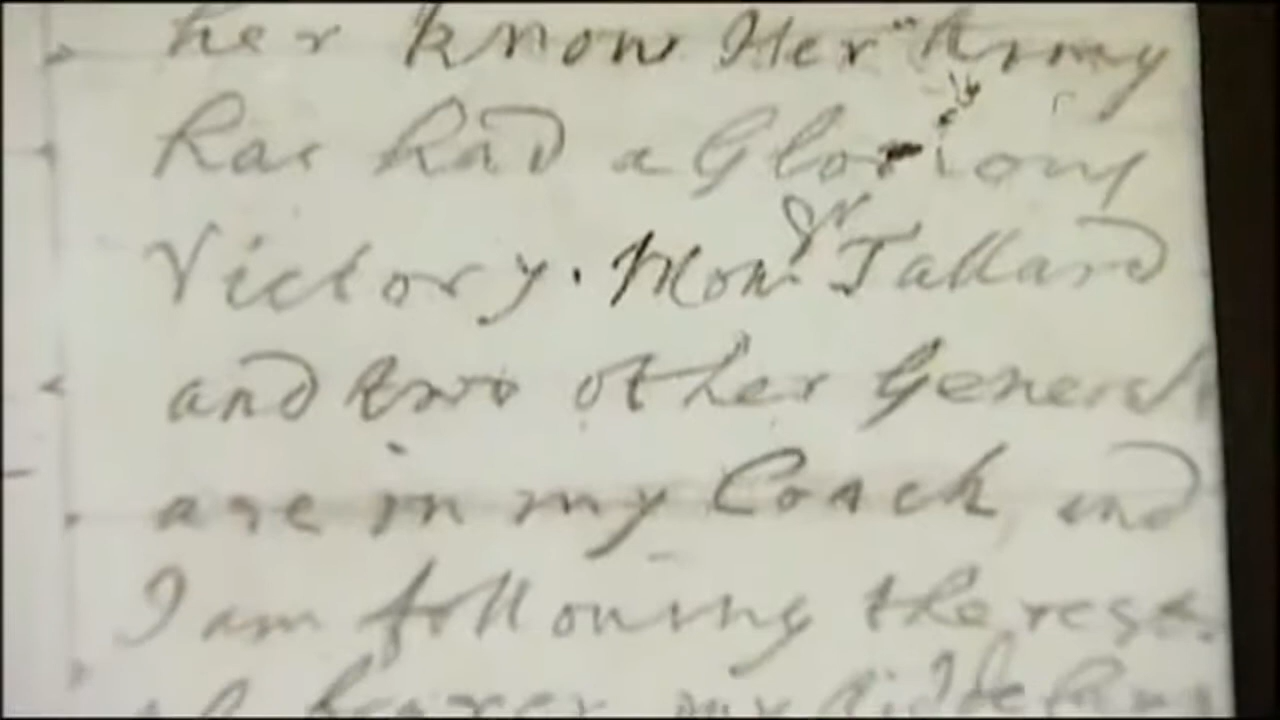 her know Her Army
has had a Glorious
Victory. Monsr Tallard
and two other Generals
are in my Coach and
I am following the rest.